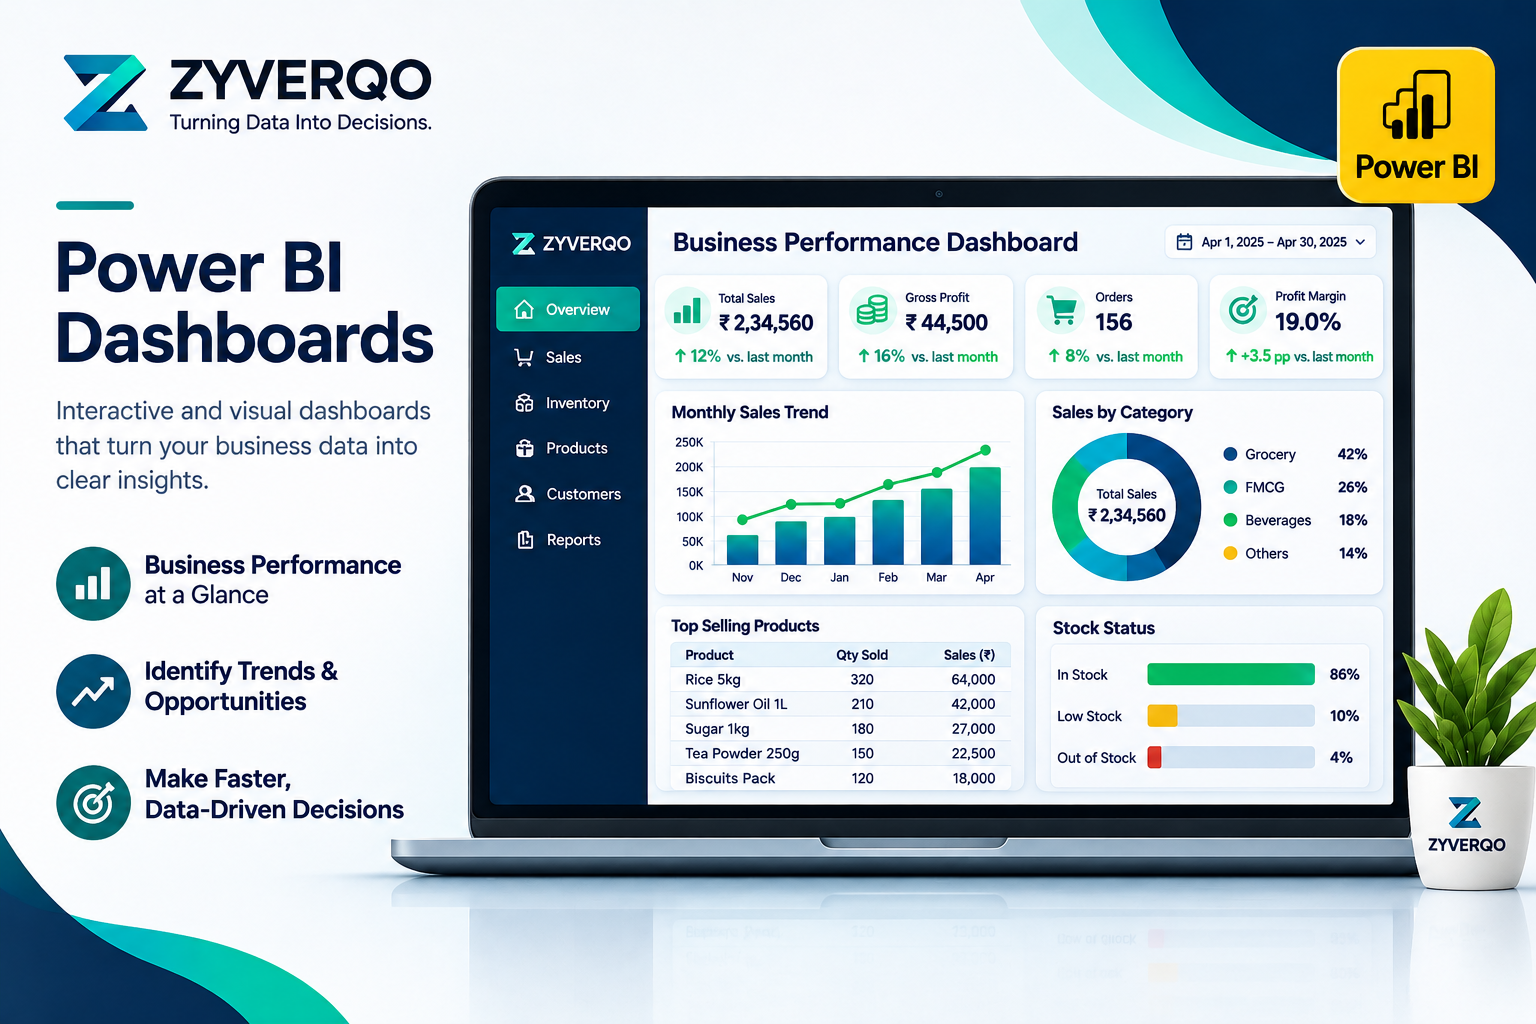 ZYVERQO
Turning Data Into Decisions.
Power BI
Power BI
Dashboards
Interactive and visual dashboards
that turn your business data into
clear insights.
Business Performance
at a Glance
Identify Trends &
Opportunities
Make Faster,
Data-Driven Decisions
ZYVERQO
Overview
Sales
Inventory
Products
Customers
Reports
Business Performance Dashboard
Apr 1, 2025 – Apr 30, 2025
Total Sales
₹ 2,34,560
↑ 12% vs. last month
Gross Profit
₹ 44,500
↑ 16% vs. last month
Orders
156
↑ 8% vs. last month
Profit Margin
19.0%
↑ +3.5 pp vs. last month
Monthly Sales Trend
250K
200K
150K
100K
50K
0K
Nov Dec Jan Feb Mar Apr
Sales by Category
Total Sales
₹ 2,34,560
Grocery 42%
FMCG 26%
Beverages 18%
Others 14%
Top Selling Products
Product Qty Sold Sales (₹)
Rice 5kg 320 64,000
Sunflower Oil 1L 210 42,000
Sugar 1kg 180 27,000
Tea Powder 250g 150 22,500
Biscuits Pack 120 18,000
Stock Status
In Stock 86%
Low Stock 10%
Out of Stock 4%
ZYVERQO